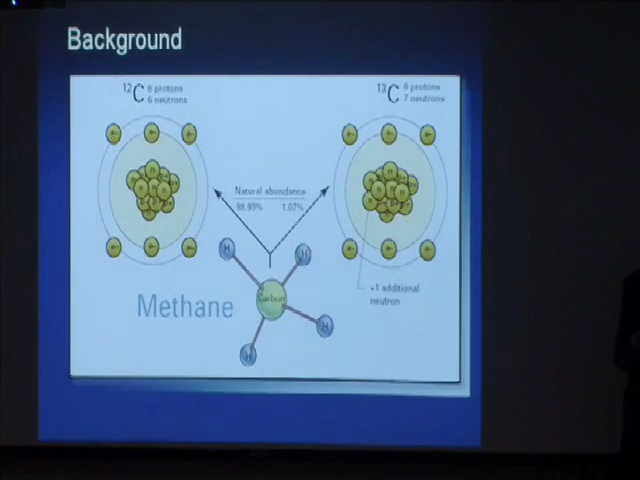 Background
12C 6 protons
6 neutrons
13C 6 protons
7 neutrons
Natural abundance
98.93% 1.07%
H
H
Carbon
Methane
H
H
+1 additional
neutron